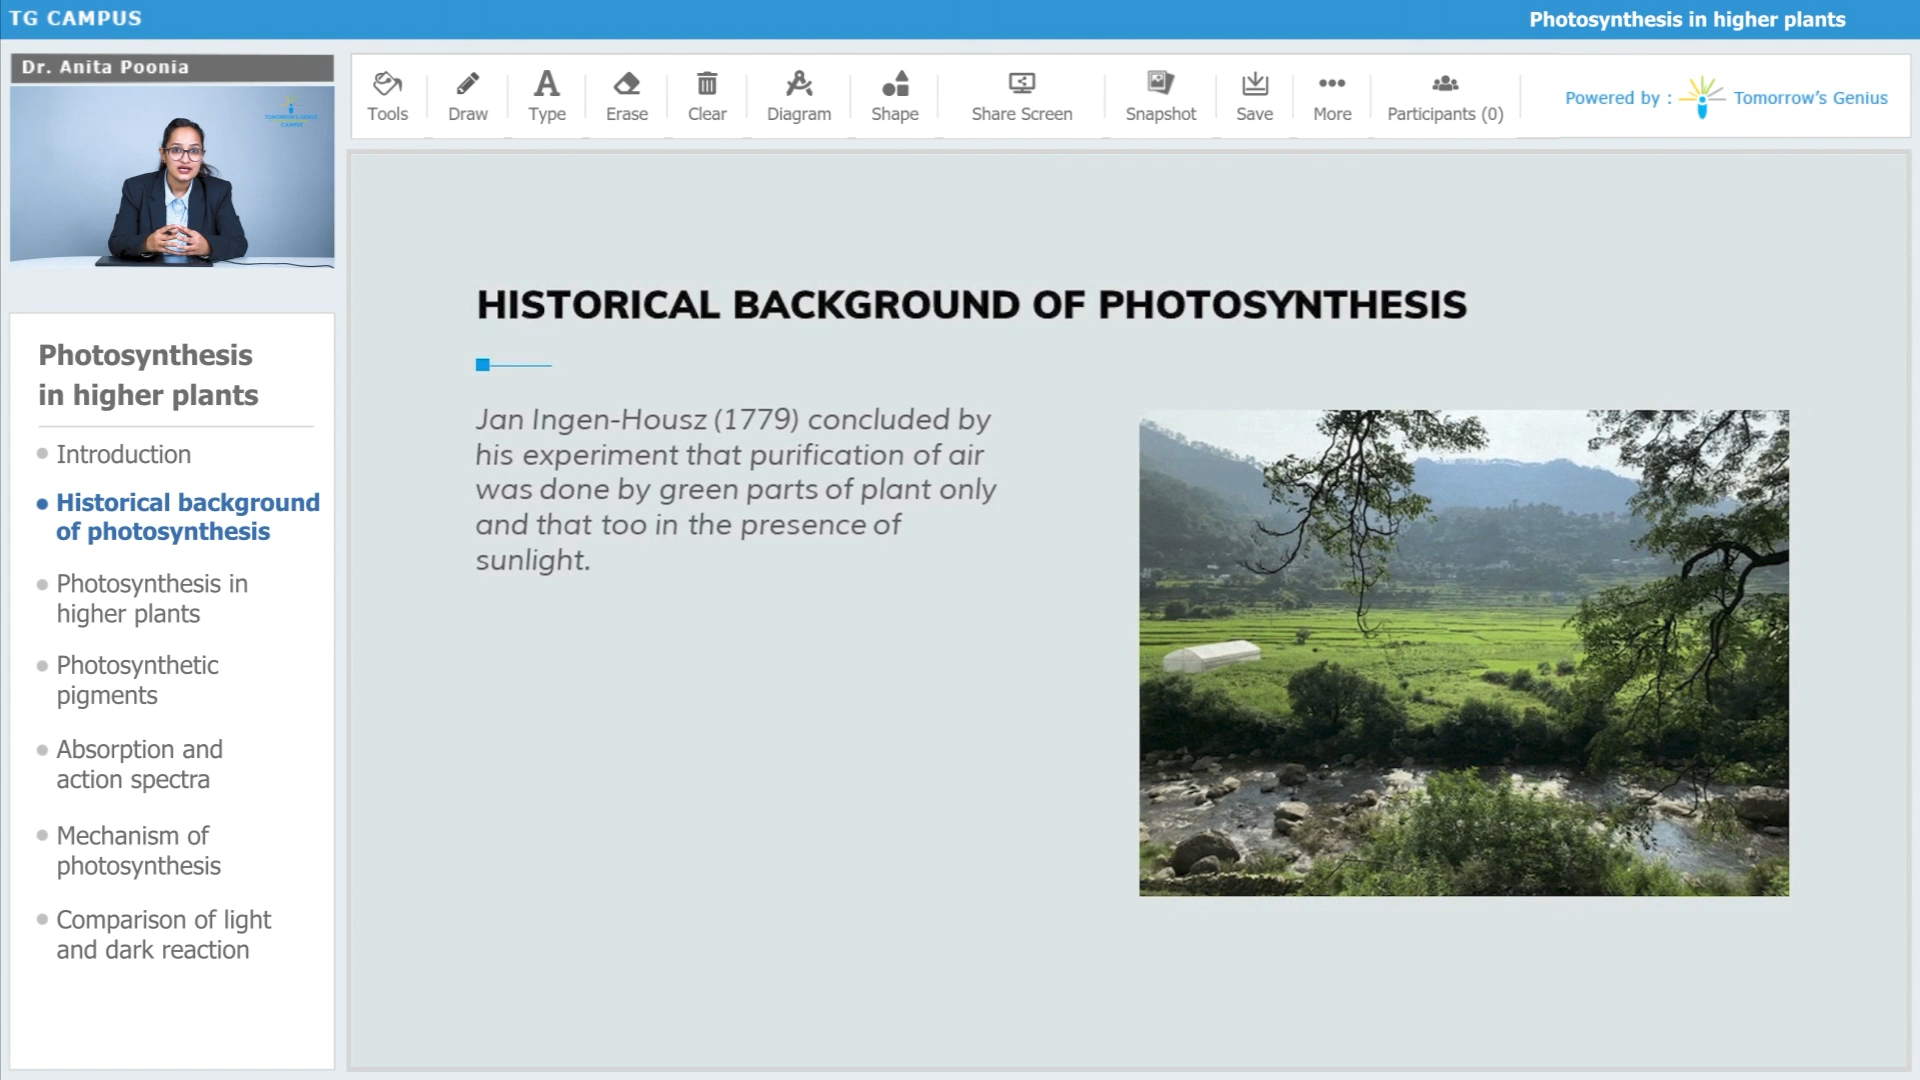 TG CAMPUS
Photosynthesis in higher plants
Dr. Anita Poonia
TOMORROW'S GENIUS
CAMPUS
Tools
Draw
Type
Erase
Clear
Diagram
Shape
Share Screen
Snapshot
Save
More
Participants (0)
Powered by :
Tomorrow's Genius
Photosynthesis
in higher plants
Introduction
Historical background
of photosynthesis
Photosynthesis in
higher plants
Photosynthetic
pigments
Absorption and
action spectra
Mechanism of
photosynthesis
Comparison of light
and dark reaction
HISTORICAL BACKGROUND OF PHOTOSYNTHESIS
Jan Ingen-Housz (1779) concluded by
his experiment that purification of air
was done by green parts of plant only
and that too in the presence of
sunlight.